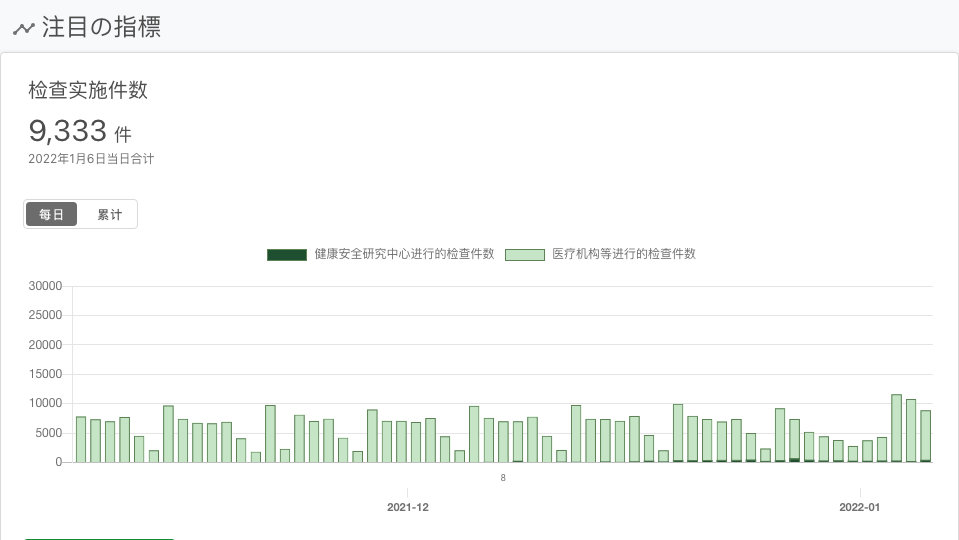 注目の指標
检查实施件数
9,333 件
2022年1月6日当日合计
每日 累计
健康安全研究中心进行的检查件数 医疗机构等进行的检查件数
30000
25000
20000
15000
10000
5000
0
8
2021-12 2022-01